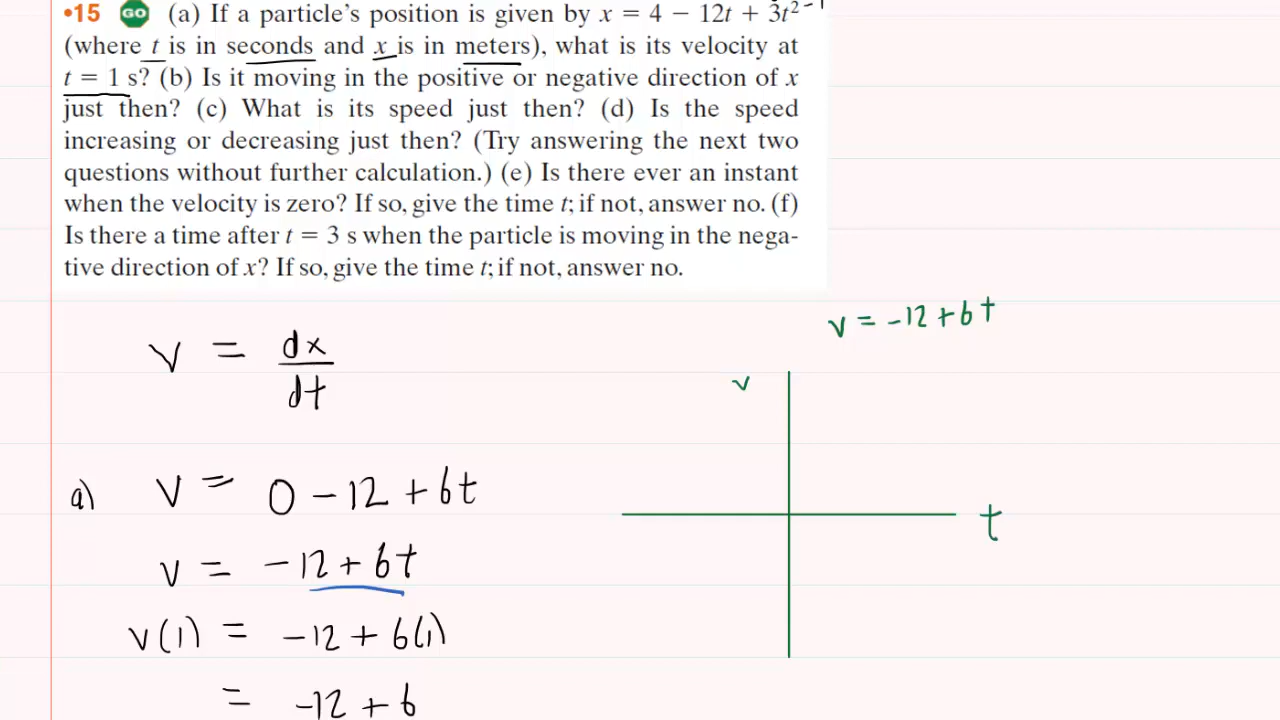 •15 GO (a) If a particle's position is given by x = 4 − 12t + 3t²⁻¹
(where t is in seconds and x is in meters), what is its velocity at
t = 1 s? (b) Is it moving in the positive or negative direction of x
just then? (c) What is its speed just then? (d) Is the speed
increasing or decreasing just then? (Try answering the next two
questions without further calculation.) (e) Is there ever an instant
when the velocity is zero? If so, give the time t; if not, answer no. (f)
Is there a time after t = 3 s when the particle is moving in the nega-
tive direction of x? If so, give the time t; if not, answer no.
v = dx/dt
a) v = 0 − 12 + 6t
v = −12 + 6t
v(1) = −12 + 6(1)
= −12 + 6
v = −12 + 6t
v
t